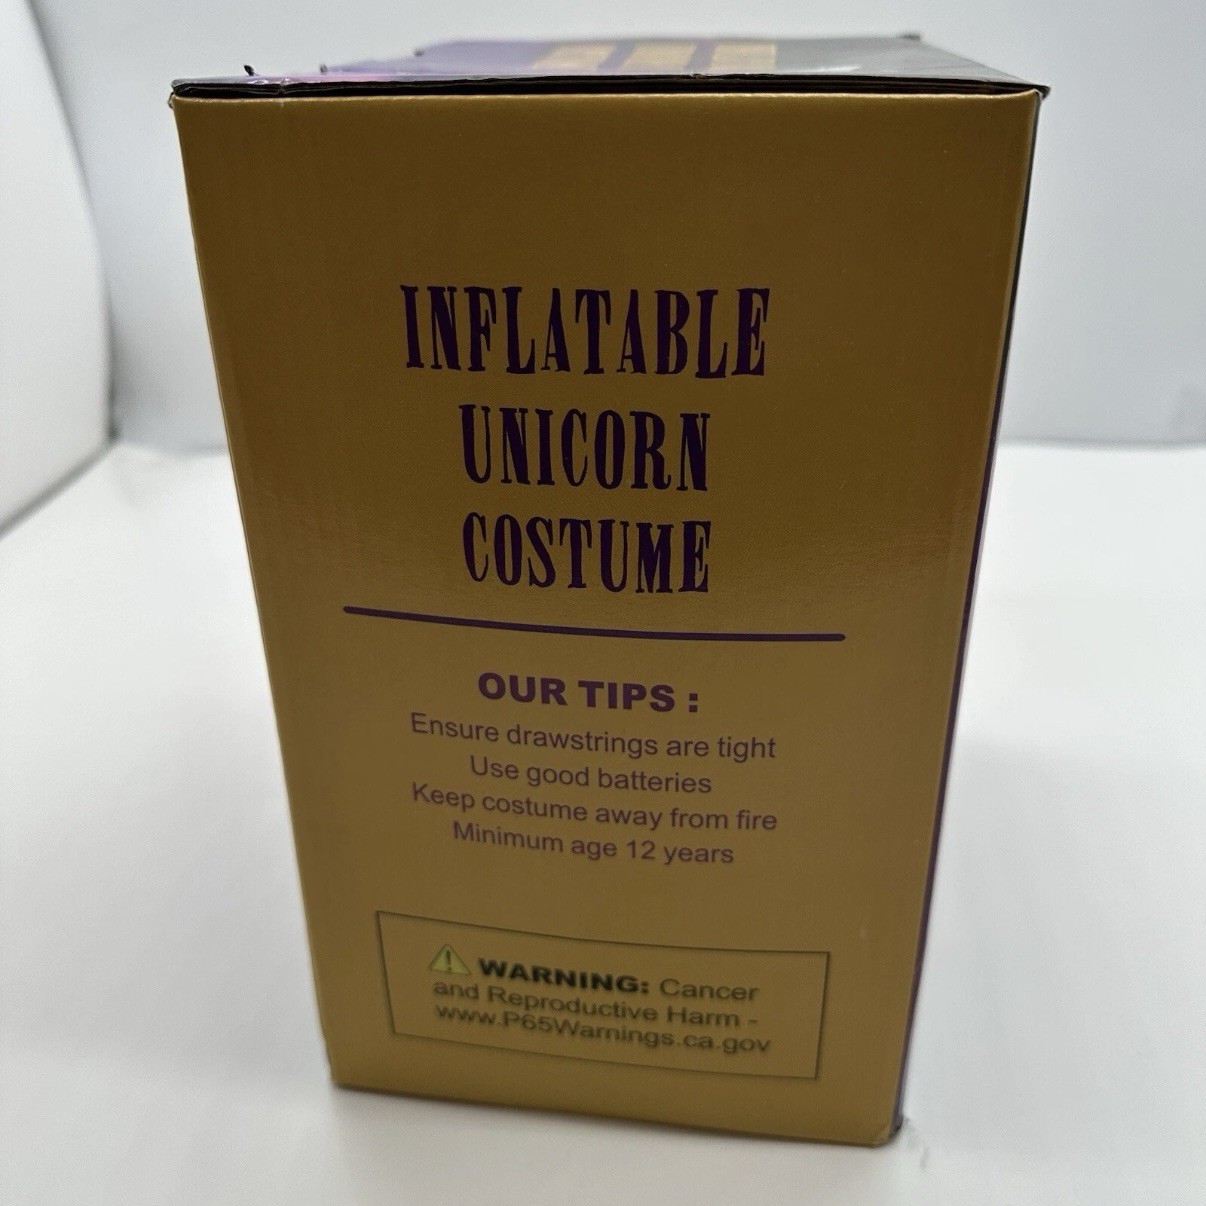 INFLATABLE
UNICORN
COSTUME
OUR TIPS :
Ensure drawstrings are tight
Use good batteries
Keep costume away from fire
Minimum age 12 years
WARNING: Cancer
and Reproductive Harm -
www.P65Warnings.ca.gov